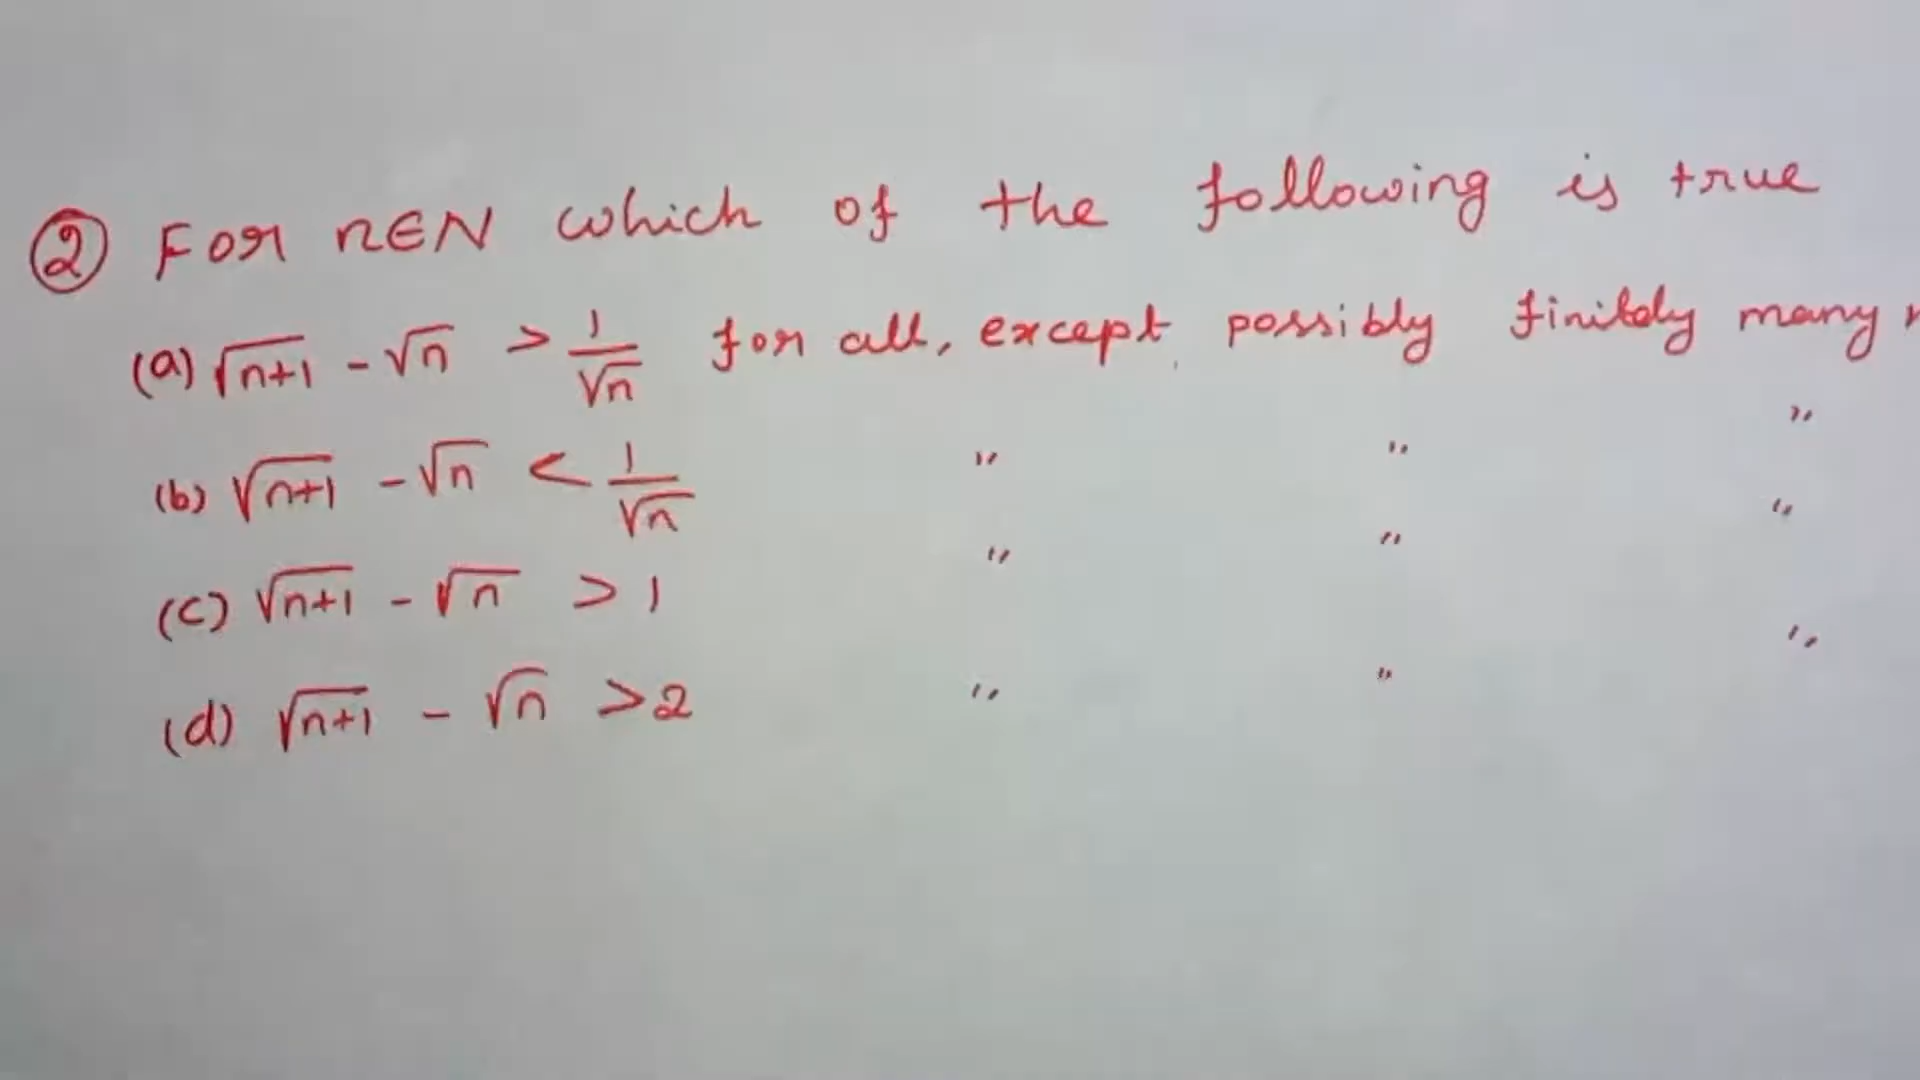 ② For n∈N which of the following is true
(a) √n+1 - √n > 1/√n for all, except possibly finitely many n
(b) √n+1 - √n < 1/√n " " "
(c) √n+1 - √n > 1 " " "
(d) √n+1 - √n > 2 " " "